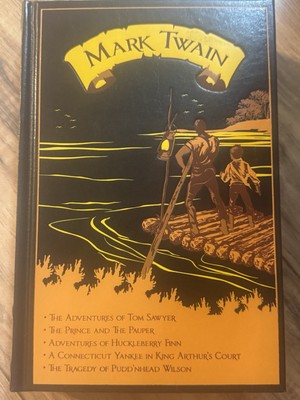 MARK TWAIN
• THE ADVENTURES OF TOM SAWYER
• THE PRINCE AND THE PAUPER
• ADVENTURES OF HUCKLEBERRY FINN
• A CONNECTICUT YANKEE IN KING ARTHUR'S COURT
• THE TRAGEDY OF PUDD'NHEAD WILSON